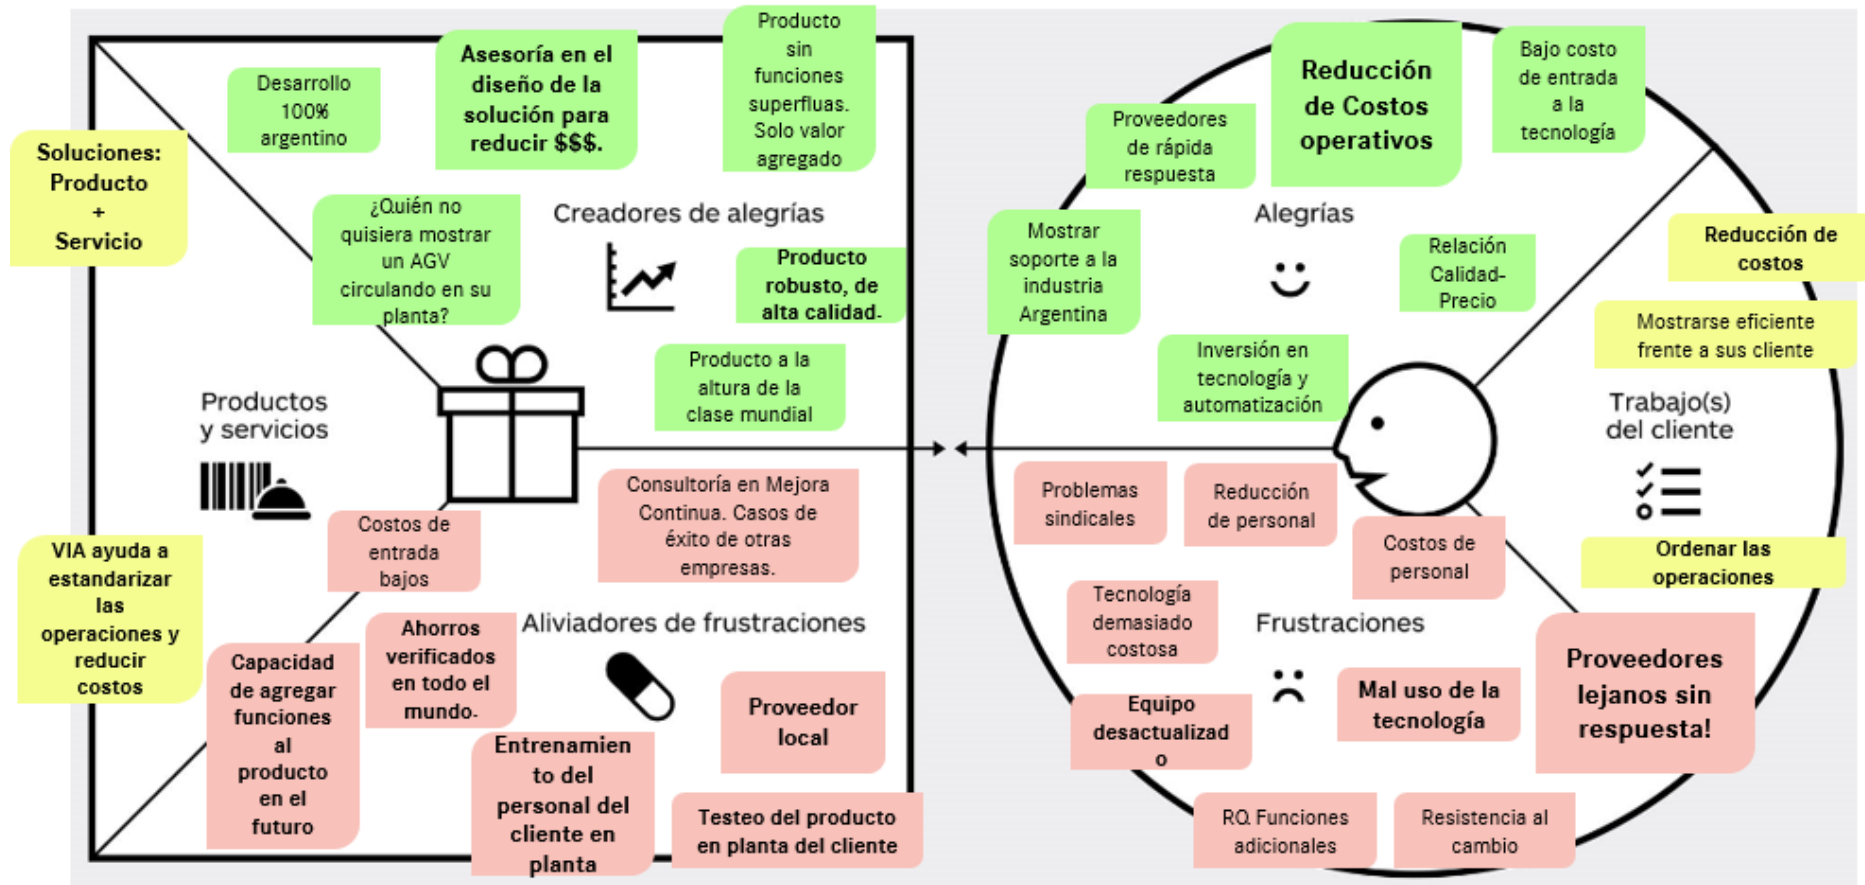 Desarrollo
100%
argentino
Asesoría en el
diseño de la
solución para
reducir $$$.
Producto
sin
funciones
superfluas.
Solo valor
agregado
Soluciones:
Producto
+
Servicio
¿Quién no
quisiera mostrar
un AGV
circulando en su
planta?
Creadores de alegrías
Producto
robusto, de
alta calidad.
Producto a la
altura de la
clase mundial
Productos
y servicios
VIA ayuda a
estandarizar
las
operaciones y
reducir
costos
Costos de
entrada
bajos
Consultoría en Mejora
Continua. Casos de
éxito de otras
empresas.
Aliviadores de frustraciones
Capacidad
de agregar
funciones
al
producto
en el
futuro
Ahorros
verificados
en todo el
mundo.
Entrenamien
to del
personal del
cliente en
planta
Proveedor
local
Testeo del producto
en planta del cliente
Proveedores
de rápida
respuesta
Reducción
de Costos
operativos
Bajo costo
de entrada
a la
tecnología
Mostrar
soporte a la
industria
Argentina
Alegrías
Relación
Calidad-
Precio
Inversión en
tecnología y
automatización
Reducción de
costos
Mostrarse eficiente
frente a sus cliente
Trabajo(s)
del cliente
Ordenar las
operaciones
Problemas
sindicales
Reducción
de personal
Costos de
personal
Tecnología
demasiado
costosa
Frustraciones
Equipo
desactualizad
o
Mal uso de la
tecnología
Proveedores
lejanos sin
respuesta!
RQ. Funciones
adicionales
Resistencia al
cambio